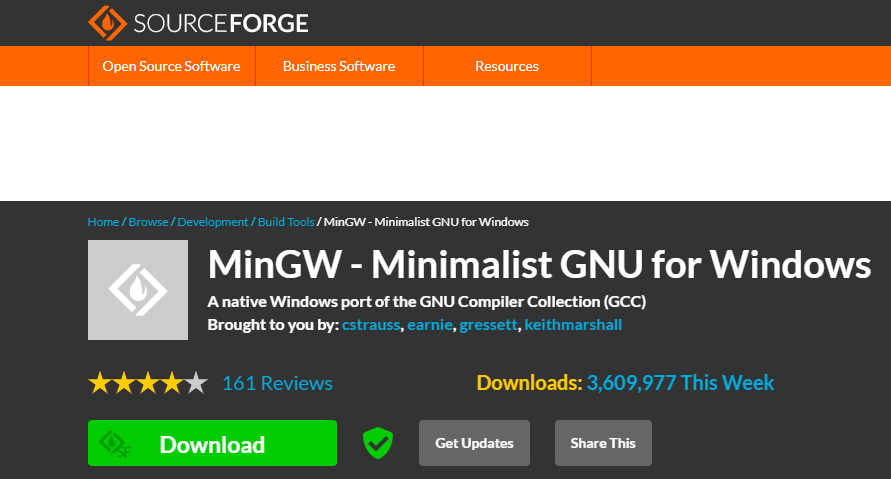 SOURCEFORGE
Open Source Software Business Software Resources
Home / Browse / Development / Build Tools / MinGW - Minimalist GNU for Windows
MinGW - Minimalist GNU for Windows
A native Windows port of the GNU Compiler Collection (GCC)
Brought to you by: cstrauss, earnie, gressett, keithmarshall
161 Reviews Downloads: 3,609,977 This Week
SF Download Get Updates Share This